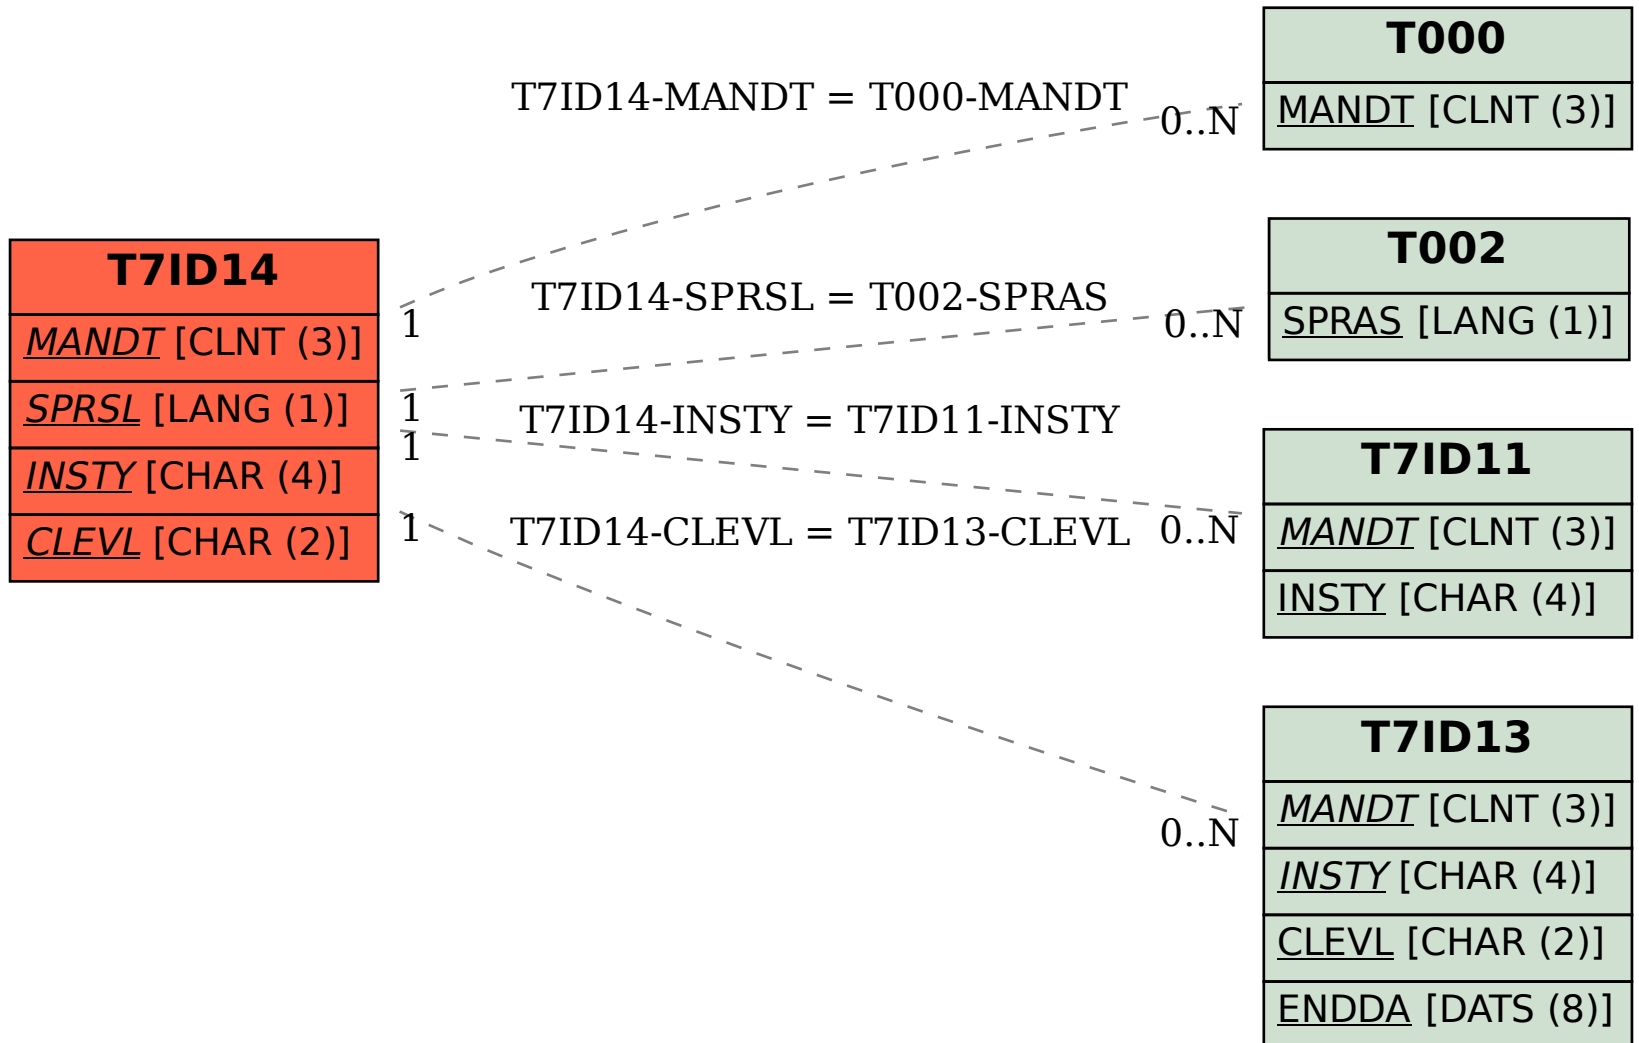 T7ID14
MANDT [CLNT (3)]
SPRSL [LANG (1)]
INSTY [CHAR (4)]
CLEVL [CHAR (2)]
T7ID14-MANDT = T000-MANDT
1
0..N
T7ID14-SPRSL = T002-SPRAS
1
0..N
T7ID14-INSTY = T7ID11-INSTY
1
0..N
T7ID14-CLEVL = T7ID13-CLEVL
1
0..N
T000
MANDT [CLNT (3)]
T002
SPRAS [LANG (1)]
T7ID11
MANDT [CLNT (3)]
INSTY [CHAR (4)]
T7ID13
MANDT [CLNT (3)]
INSTY [CHAR (4)]
CLEVL [CHAR (2)]
ENDDA [DATS (8)]